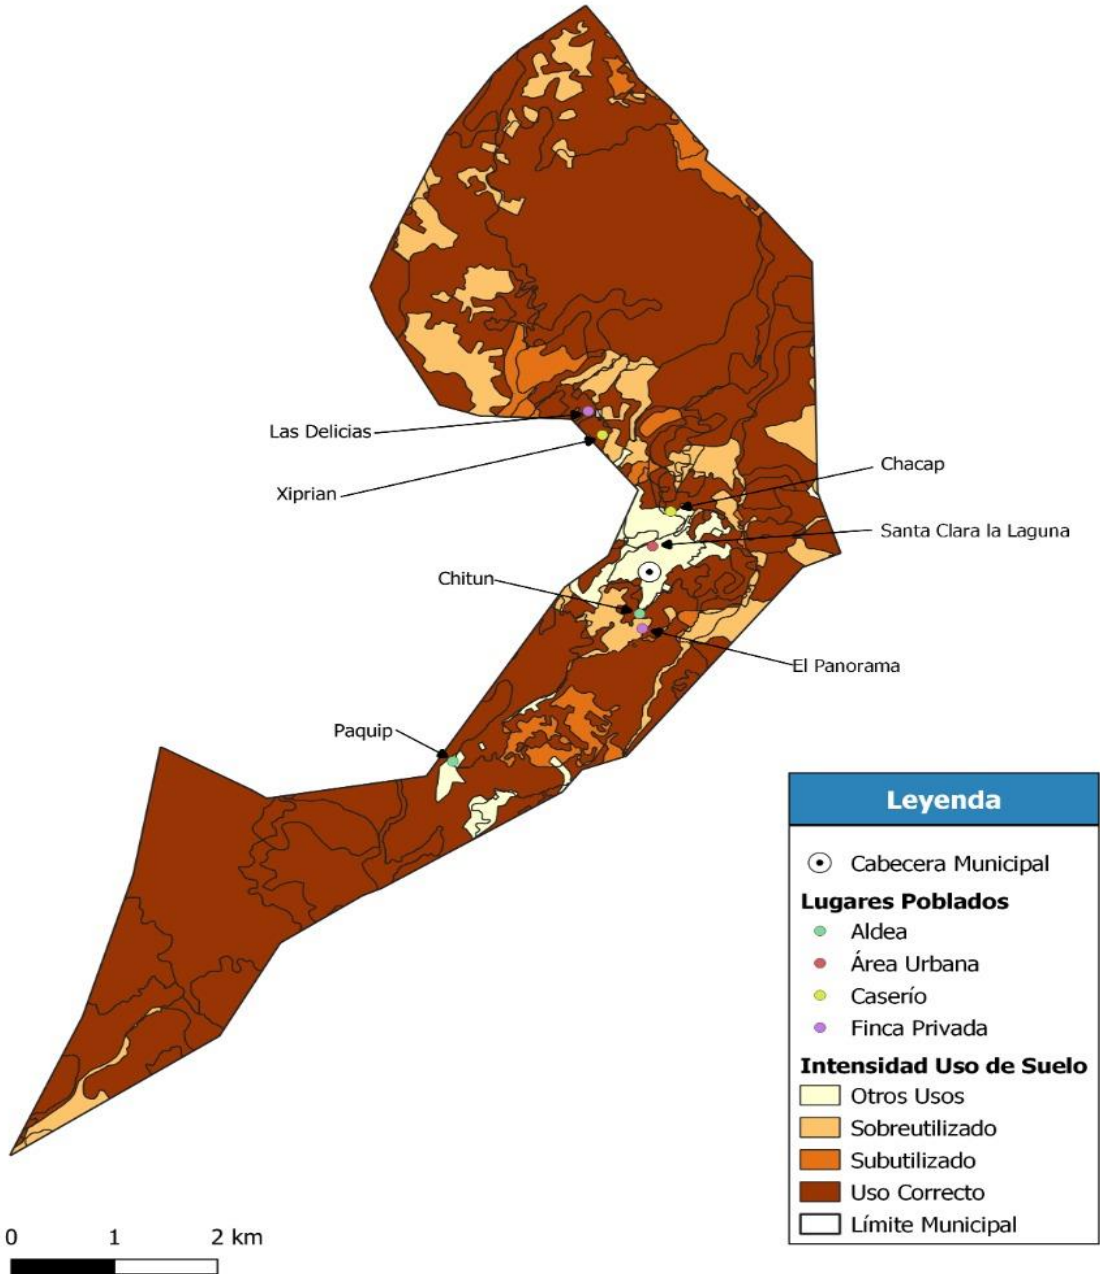 Las Delicias
Xiprian
Chacap
Santa Clara la Laguna
Chitun
El Panorama
Paquip
Leyenda
Cabecera Municipal
Lugares Poblados
Aldea
Área Urbana
Caserío
Finca Privada
Intensidad Uso de Suelo
Otros Usos
Sobreutilizado
Subutilizado
Uso Correcto
Límite Municipal
0 1 2 km